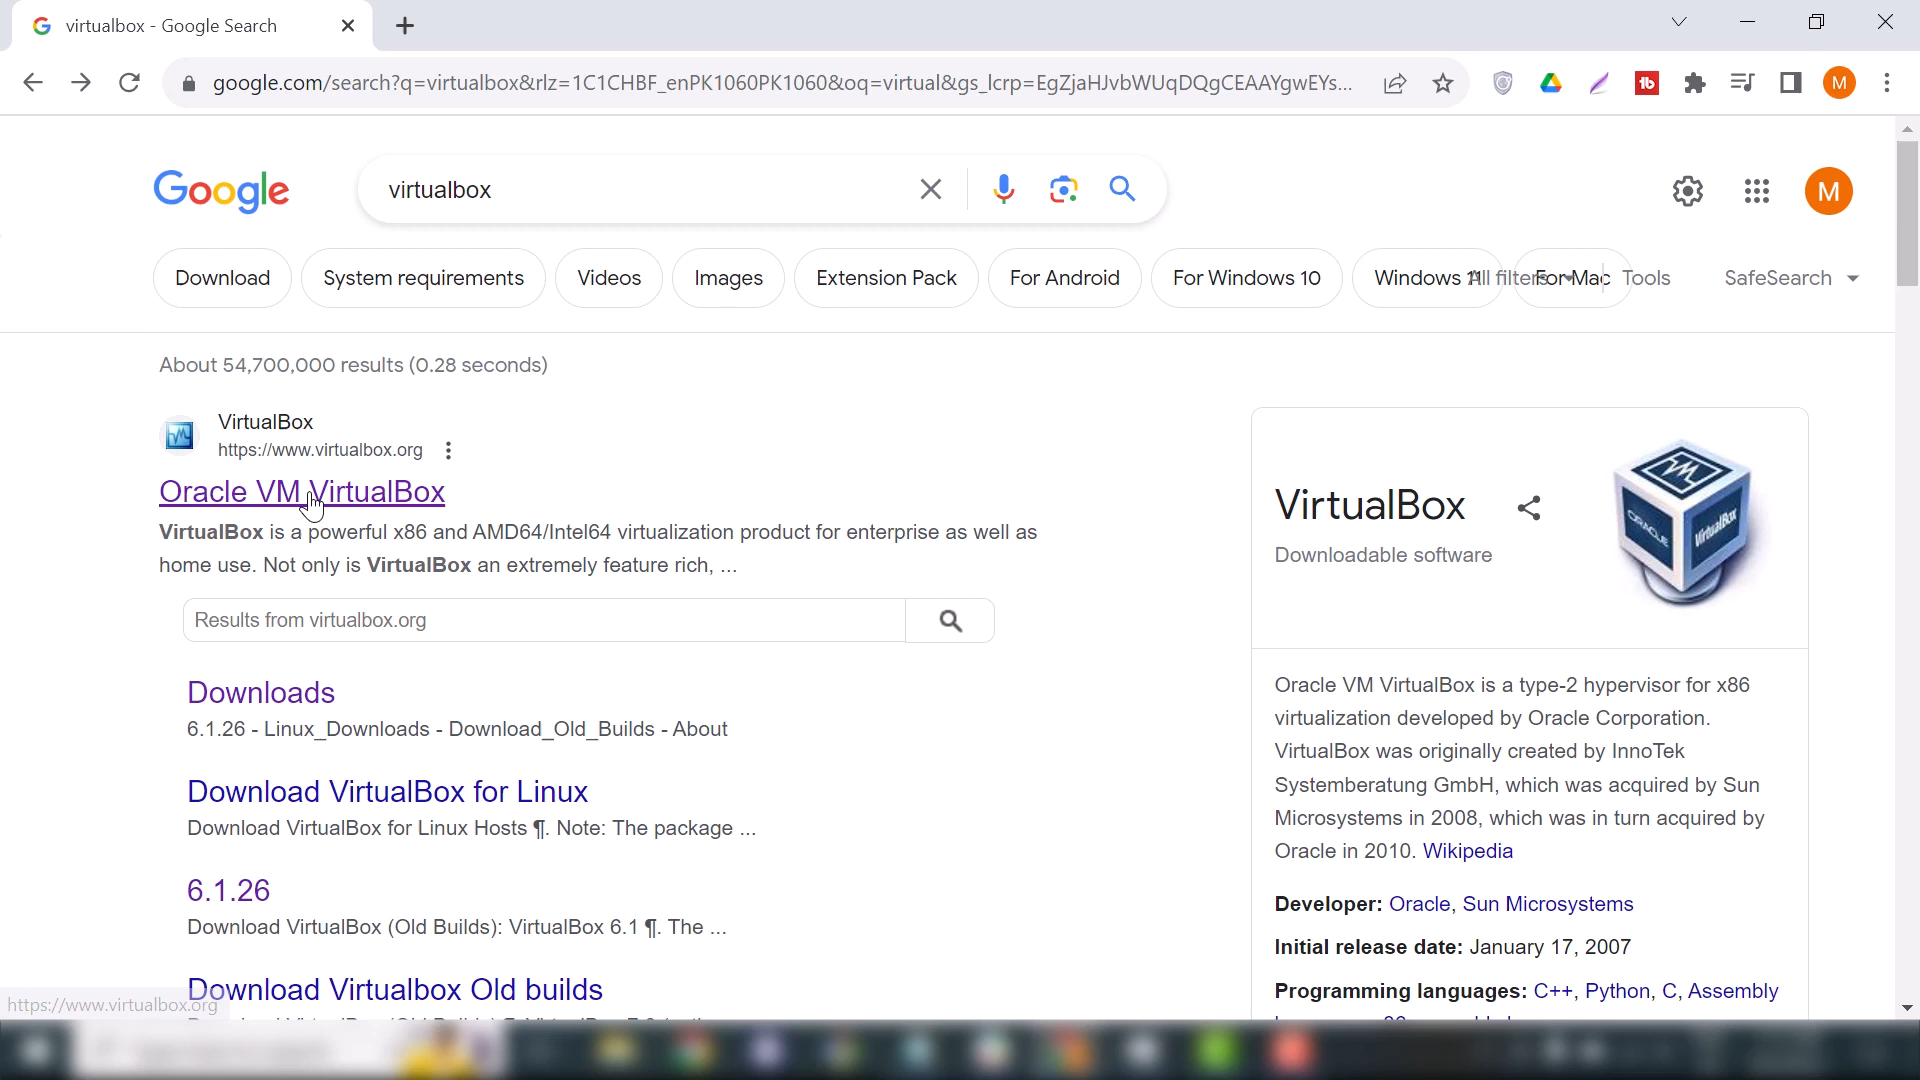 virtualbox - Google Search
google.com/search?q=virtualbox&rlz=1C1CHBF_enPK1060PK1060&oq=virtual&gs_lcrp=EgZjaHJvbWUqDQgCEAAYgwEYs...
M
Google
virtualbox
M
Download
System requirements
Videos
Images
Extension Pack
For Android
For Windows 10
Windows 11
For Mac
All filters
Tools
SafeSearch
About 54,700,000 results (0.28 seconds)
VirtualBox
https://www.virtualbox.org
Oracle VM VirtualBox
VirtualBox is a powerful x86 and AMD64/Intel64 virtualization product for enterprise as well as
home use. Not only is VirtualBox an extremely feature rich, ...
Results from virtualbox.org
Downloads
6.1.26 - Linux_Downloads - Download_Old_Builds - About
Download VirtualBox for Linux
Download VirtualBox for Linux Hosts ¶. Note: The package ...
6.1.26
Download VirtualBox (Old Builds): VirtualBox 6.1 ¶. The ...
Download Virtualbox Old builds
https://www.virtualbox.org
VirtualBox
Downloadable software
ORACLE
VirtualBox
Oracle VM VirtualBox is a type-2 hypervisor for x86
virtualization developed by Oracle Corporation.
VirtualBox was originally created by InnoTek
Systemberatung GmbH, which was acquired by Sun
Microsystems in 2008, which was in turn acquired by
Oracle in 2010. Wikipedia
Developer: Oracle, Sun Microsystems
Initial release date: January 17, 2007
Programming languages: C++, Python, C, Assembly